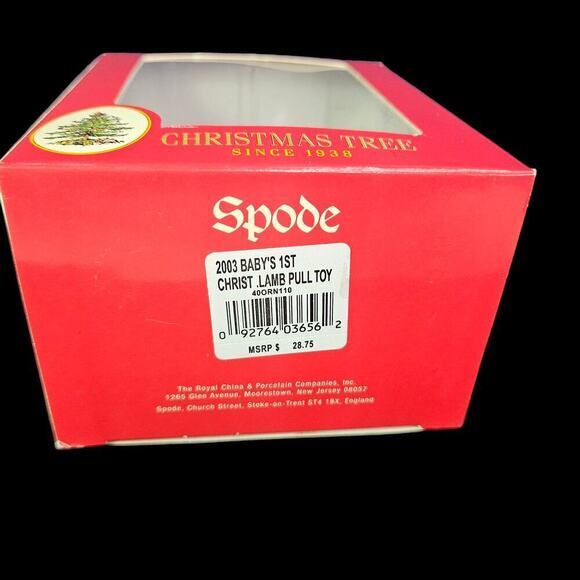 CHRISTMAS TREE
SINCE 1938
Spode
2003 BABY'S 1ST
CHRIST .LAMB PULL TOY
40ORN110
0 92764 03656 2
MSRP $ 28.75
The Royal China & Porcelain Companies, Inc.
1265 Glen Avenue, Moorestown, New Jersey 08057
Spode, Church Street, Stoke-on-Trent ST4 1BX, England